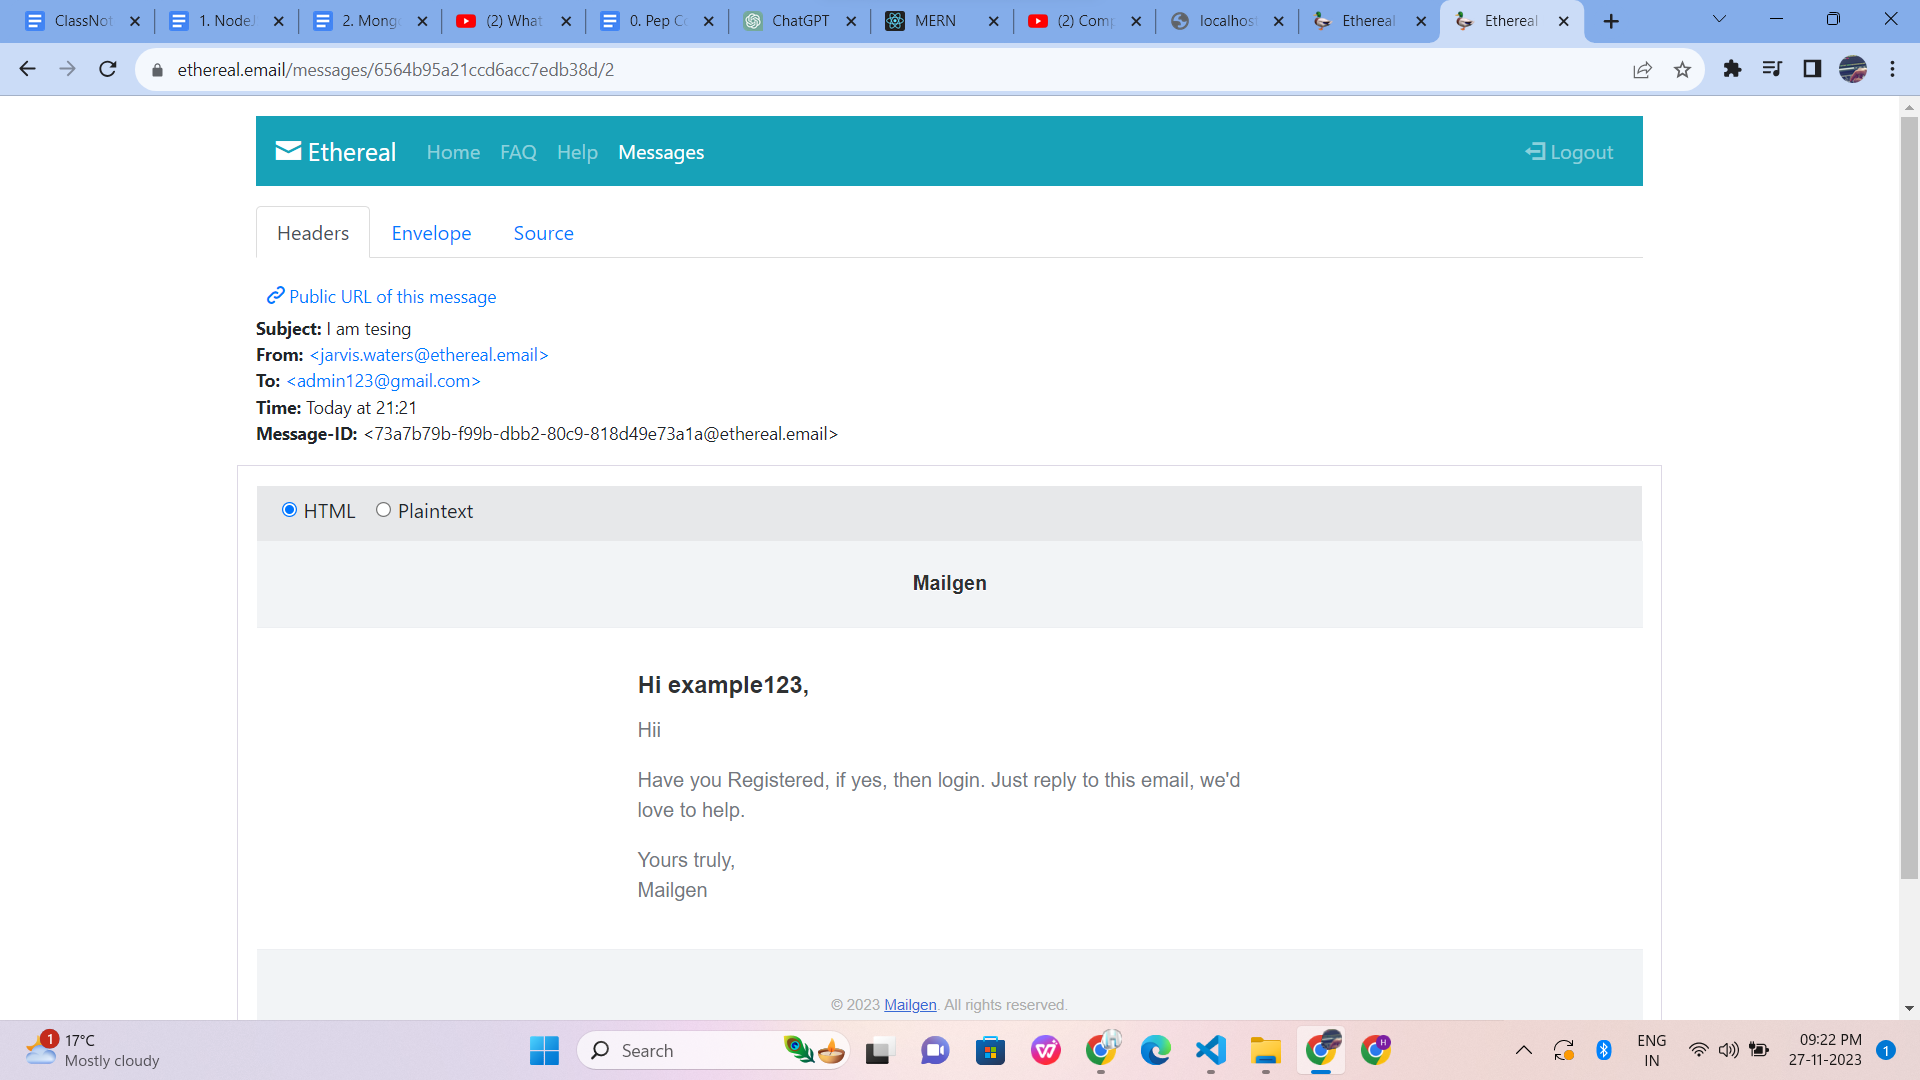 ClassNot
1. NodeJ
2. Mong
(2) What
0. Pep Co
ChatGPT
MERN
(2) Comp
localhost
Ethereal
Ethereal
ethereal.email/messages/6564b95a21ccd6acc7edb38d/2
Ethereal Home FAQ Help Messages Logout
Headers Envelope Source
Public URL of this message
Subject: I am tesing
From: <jarvis.waters@ethereal.email>
To: <admin123@gmail.com>
Time: Today at 21:21
Message-ID: <73a7b79b-f99b-dbb2-80c9-818d49e73a1a@ethereal.email>
HTML Plaintext
Mailgen
Hi example123,
Hii
Have you Registered, if yes, then login. Just reply to this email, we'd
love to help.
Yours truly,
Mailgen
© 2023 Mailgen. All rights reserved.
1
17°C
Mostly cloudy
Search
H
ENG
IN
09:22 PM
27-11-2023
1